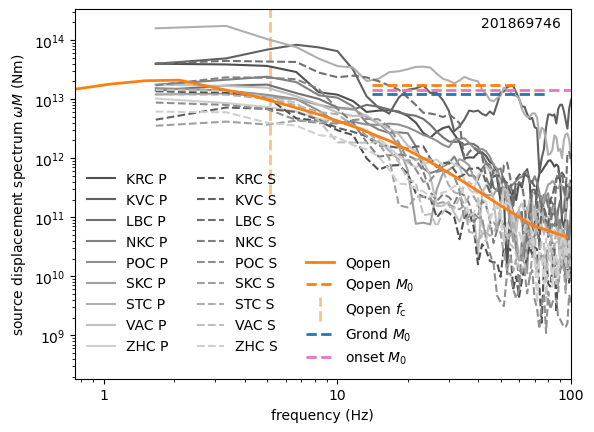 201869746
source displacement spectrum ωM (Nm)
10¹⁴
10¹³
10¹²
10¹¹
10¹⁰
10⁹
KRC P
KVC P
LBC P
NKC P
POC P
SKC P
STC P
VAC P
ZHC P
KRC S
KVC S
LBC S
NKC S
POC S
SKC S
STC S
VAC S
ZHC S
Qopen
Qopen M₀
Qopen f_c
Grond M₀
onset M₀
1
10
100
frequency (Hz)